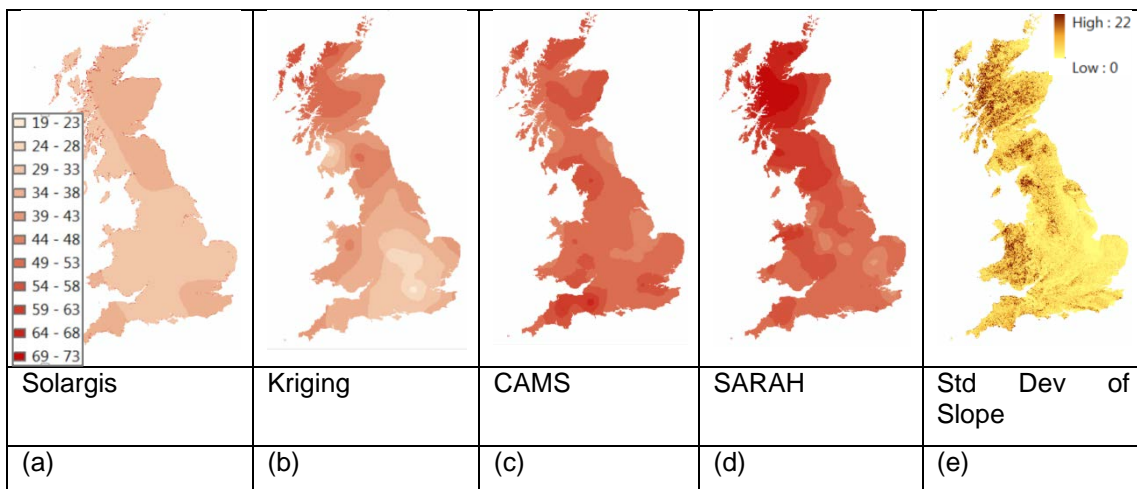 High : 22
Low : 0
19 - 23
24 - 28
29 - 33
34 - 38
39 - 43
44 - 48
49 - 53
54 - 58
59 - 63
64 - 68
69 - 73
Solargis
Kriging
CAMS
SARAH
Std Dev of
Slope
(a)
(b)
(c)
(d)
(e)